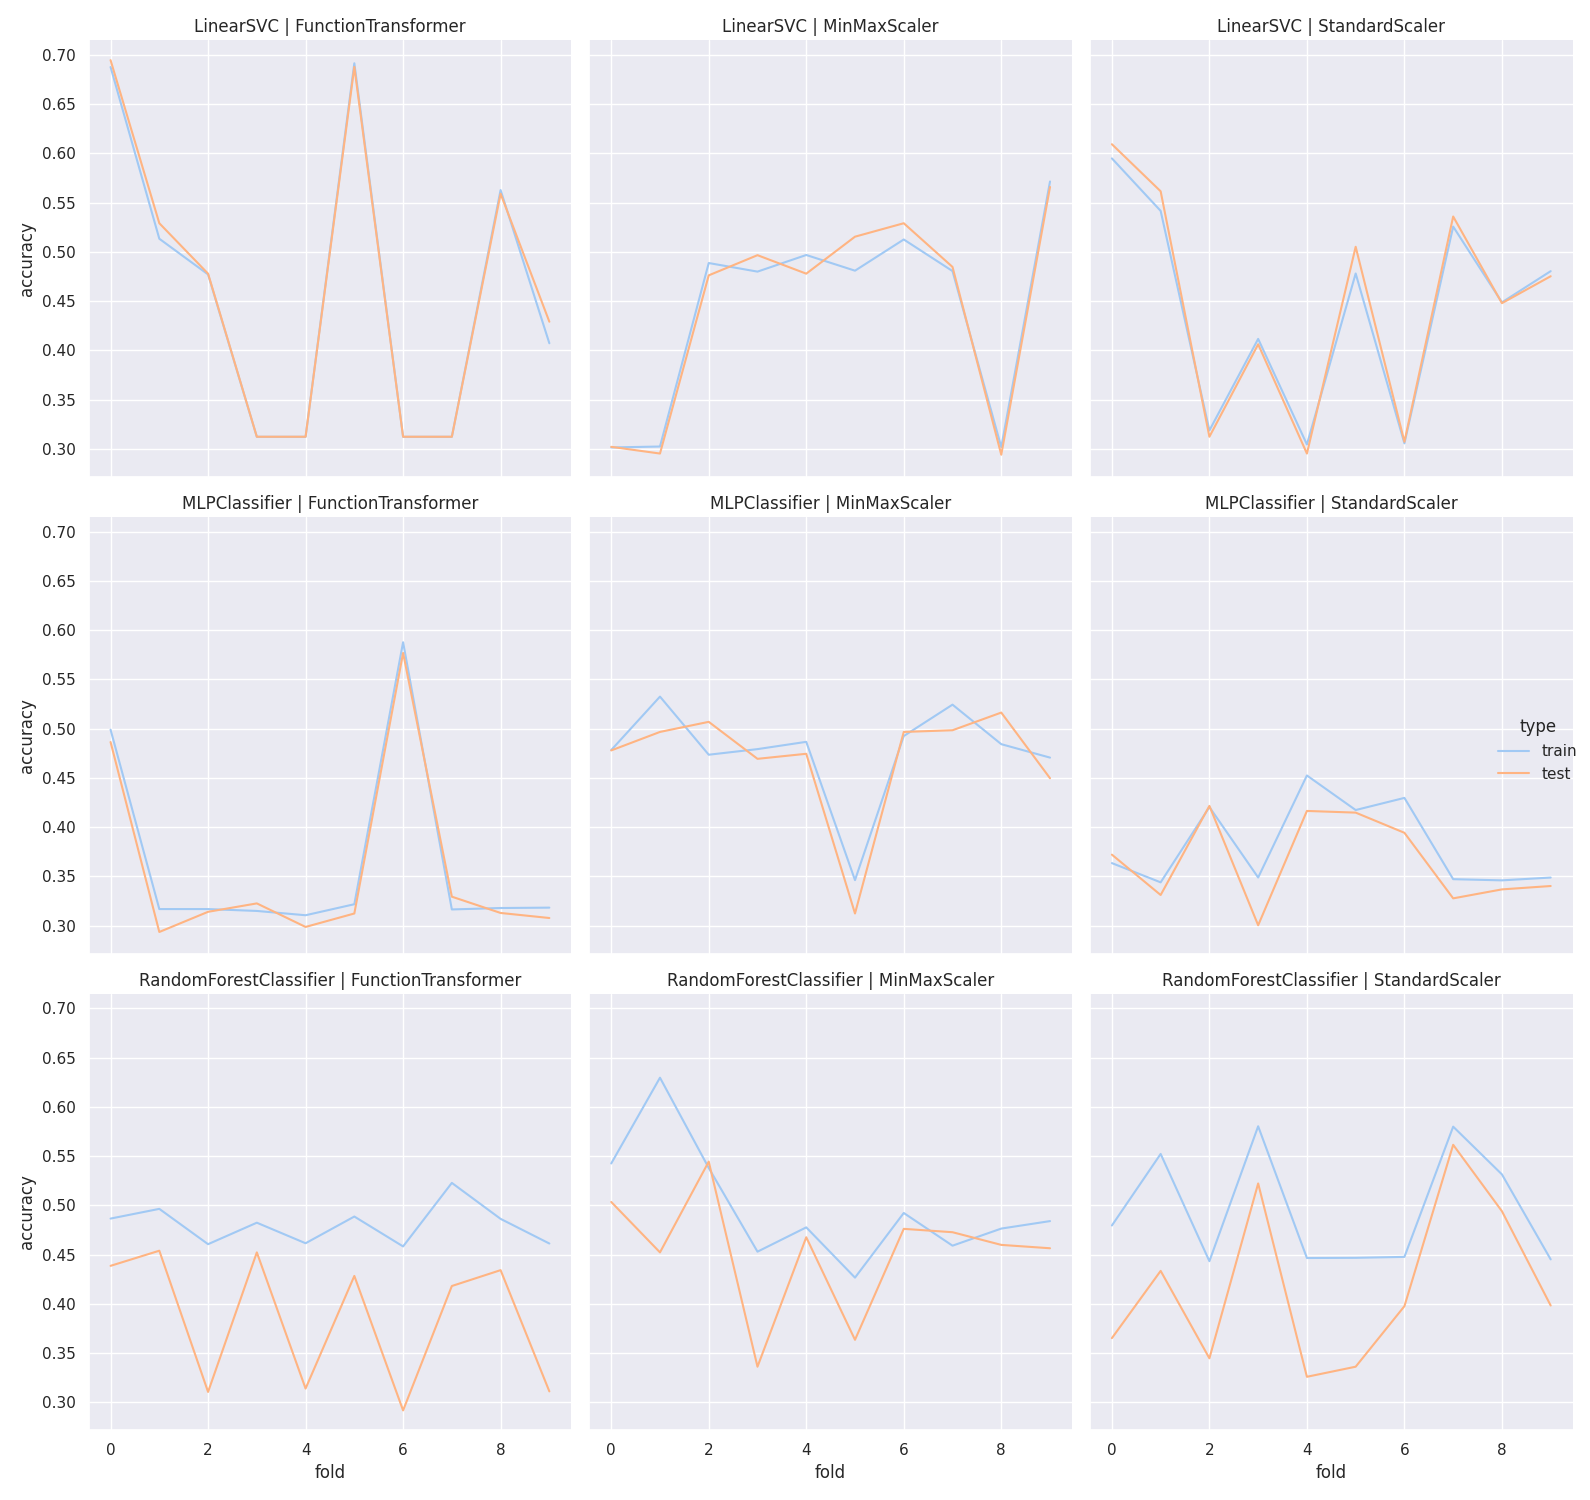 LinearSVC | FunctionTransformer
LinearSVC | MinMaxScaler
LinearSVC | StandardScaler
0.70
0.65
0.60
0.55
0.50
0.45
0.40
0.35
0.30
accuracy
MLPClassifier | FunctionTransformer
MLPClassifier | MinMaxScaler
MLPClassifier | StandardScaler
0.70
0.65
0.60
0.55
0.50
0.45
0.40
0.35
0.30
accuracy
type
train
test
RandomForestClassifier | FunctionTransformer
RandomForestClassifier | MinMaxScaler
RandomForestClassifier | StandardScaler
0.70
0.65
0.60
0.55
0.50
0.45
0.40
0.35
0.30
accuracy
0 2 4 6 8
0 2 4 6 8
0 2 4 6 8
fold
fold
fold